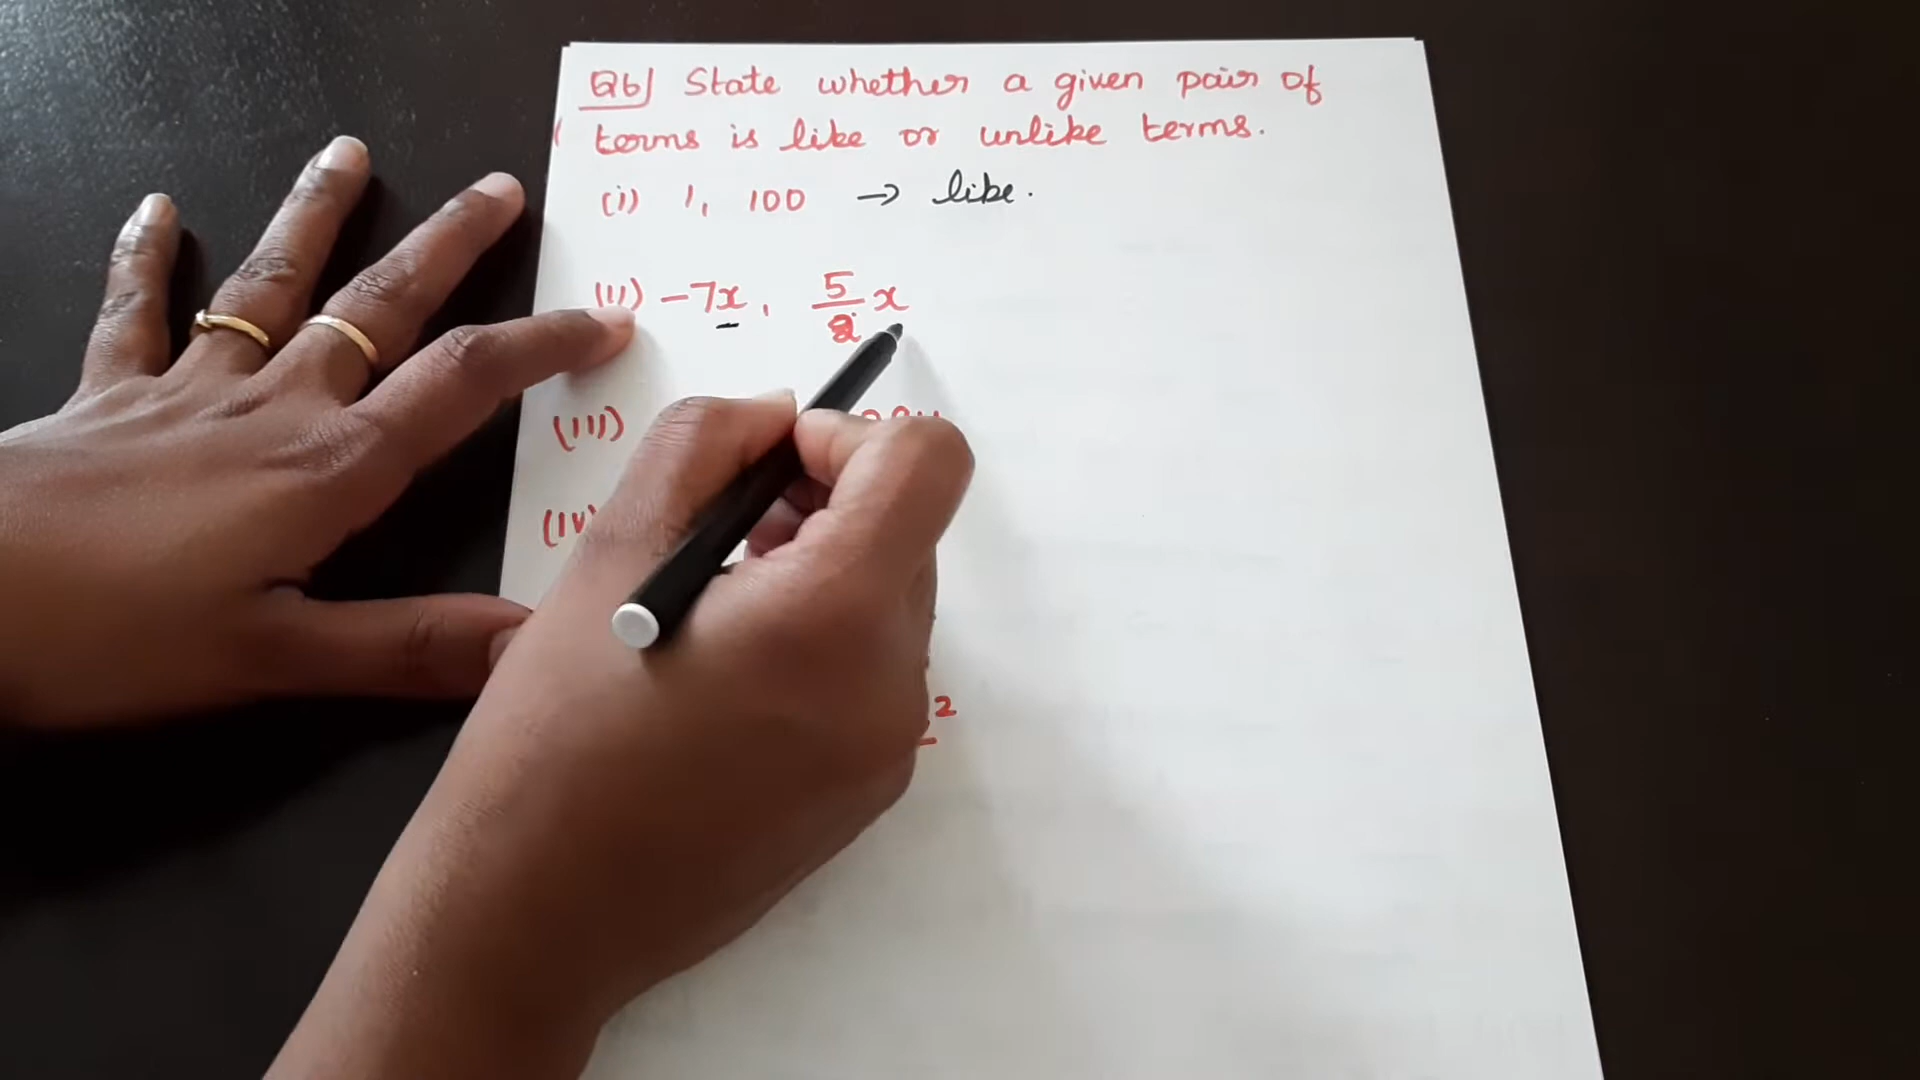 Q6) State whether a given pair of
terms is like or unlike terms.
(i) 1, 100 → like.
(ii) -7x, 5/2 x
(iii)
(iv)
2